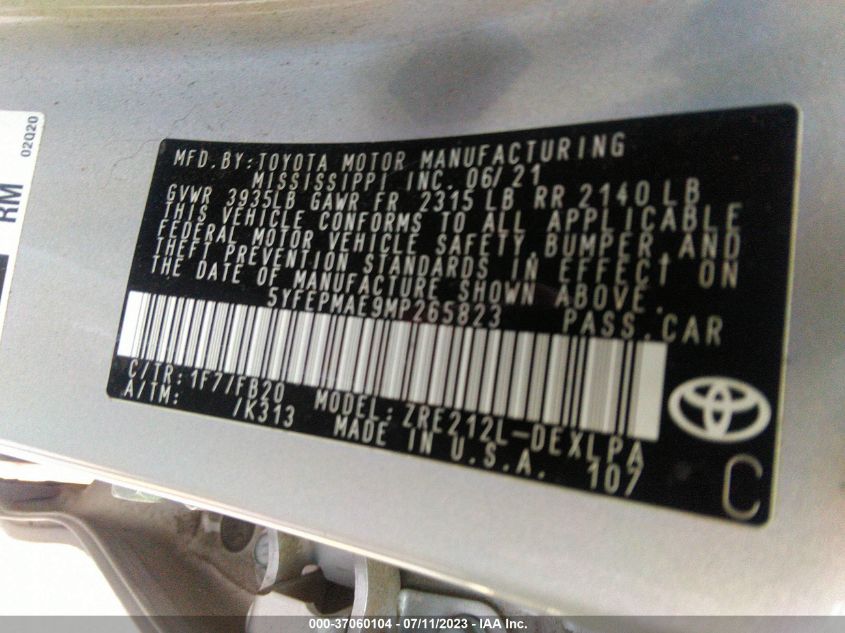 02Q20
RM
MFD. BY: TOYOTA MOTOR MANUFACTURING
MISSISSIPPI INC. 06/21
GVWR 3935LB GAWR FR 2315 LB RR 2140 LB
THIS VEHICLE CONFORMS TO ALL APPLICABLE
FEDERAL MOTOR VEHICLE SAFETY, BUMPER, AND
THEFT PREVENTION STANDARDS IN EFFECT ON
THE DATE OF MANUFACTURE SHOWN ABOVE.
5YFEPMAE9MP265823 PASS. CAR
C/TR: 1F7/FB20 MODEL: ZRE212L-DEXLPA
A/TM: /K313 MADE IN U.S.A. 107
C
000-37060104 - 07/11/2023 - IAA Inc.